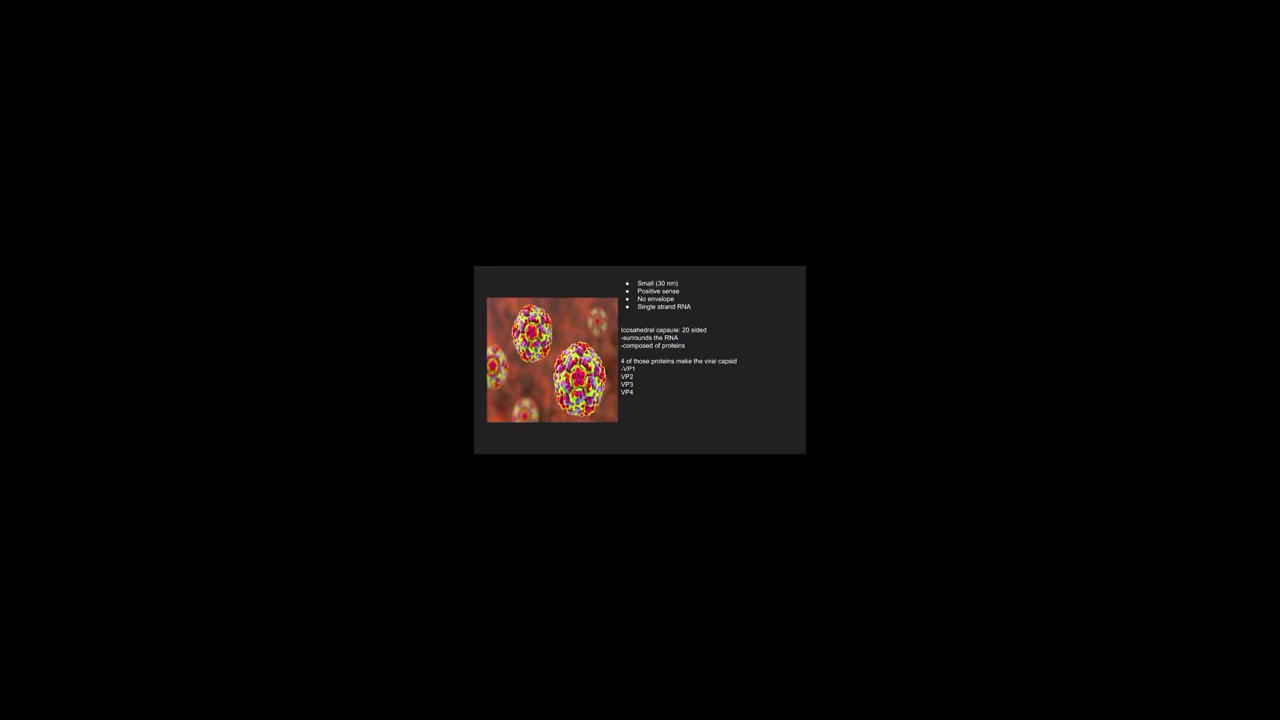 ● Small (30 nm)
● Positive sense
● No envelope
● Single strand RNA
Icosahedral capsule: 20 sided
-surrounds the RNA
-composed of proteins
4 of those proteins make the viral capsid
-VP1
VP2
VP3
VP4